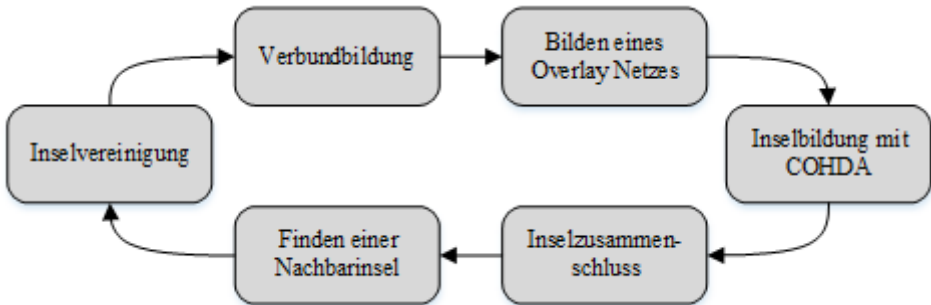 Verbundbildung
Bilden eines
Overlay Netzes
Inselbildung mit
COHDA
Inselzusammen-
schluss
Finden einer
Nachbarinsel
Inselvereinigung